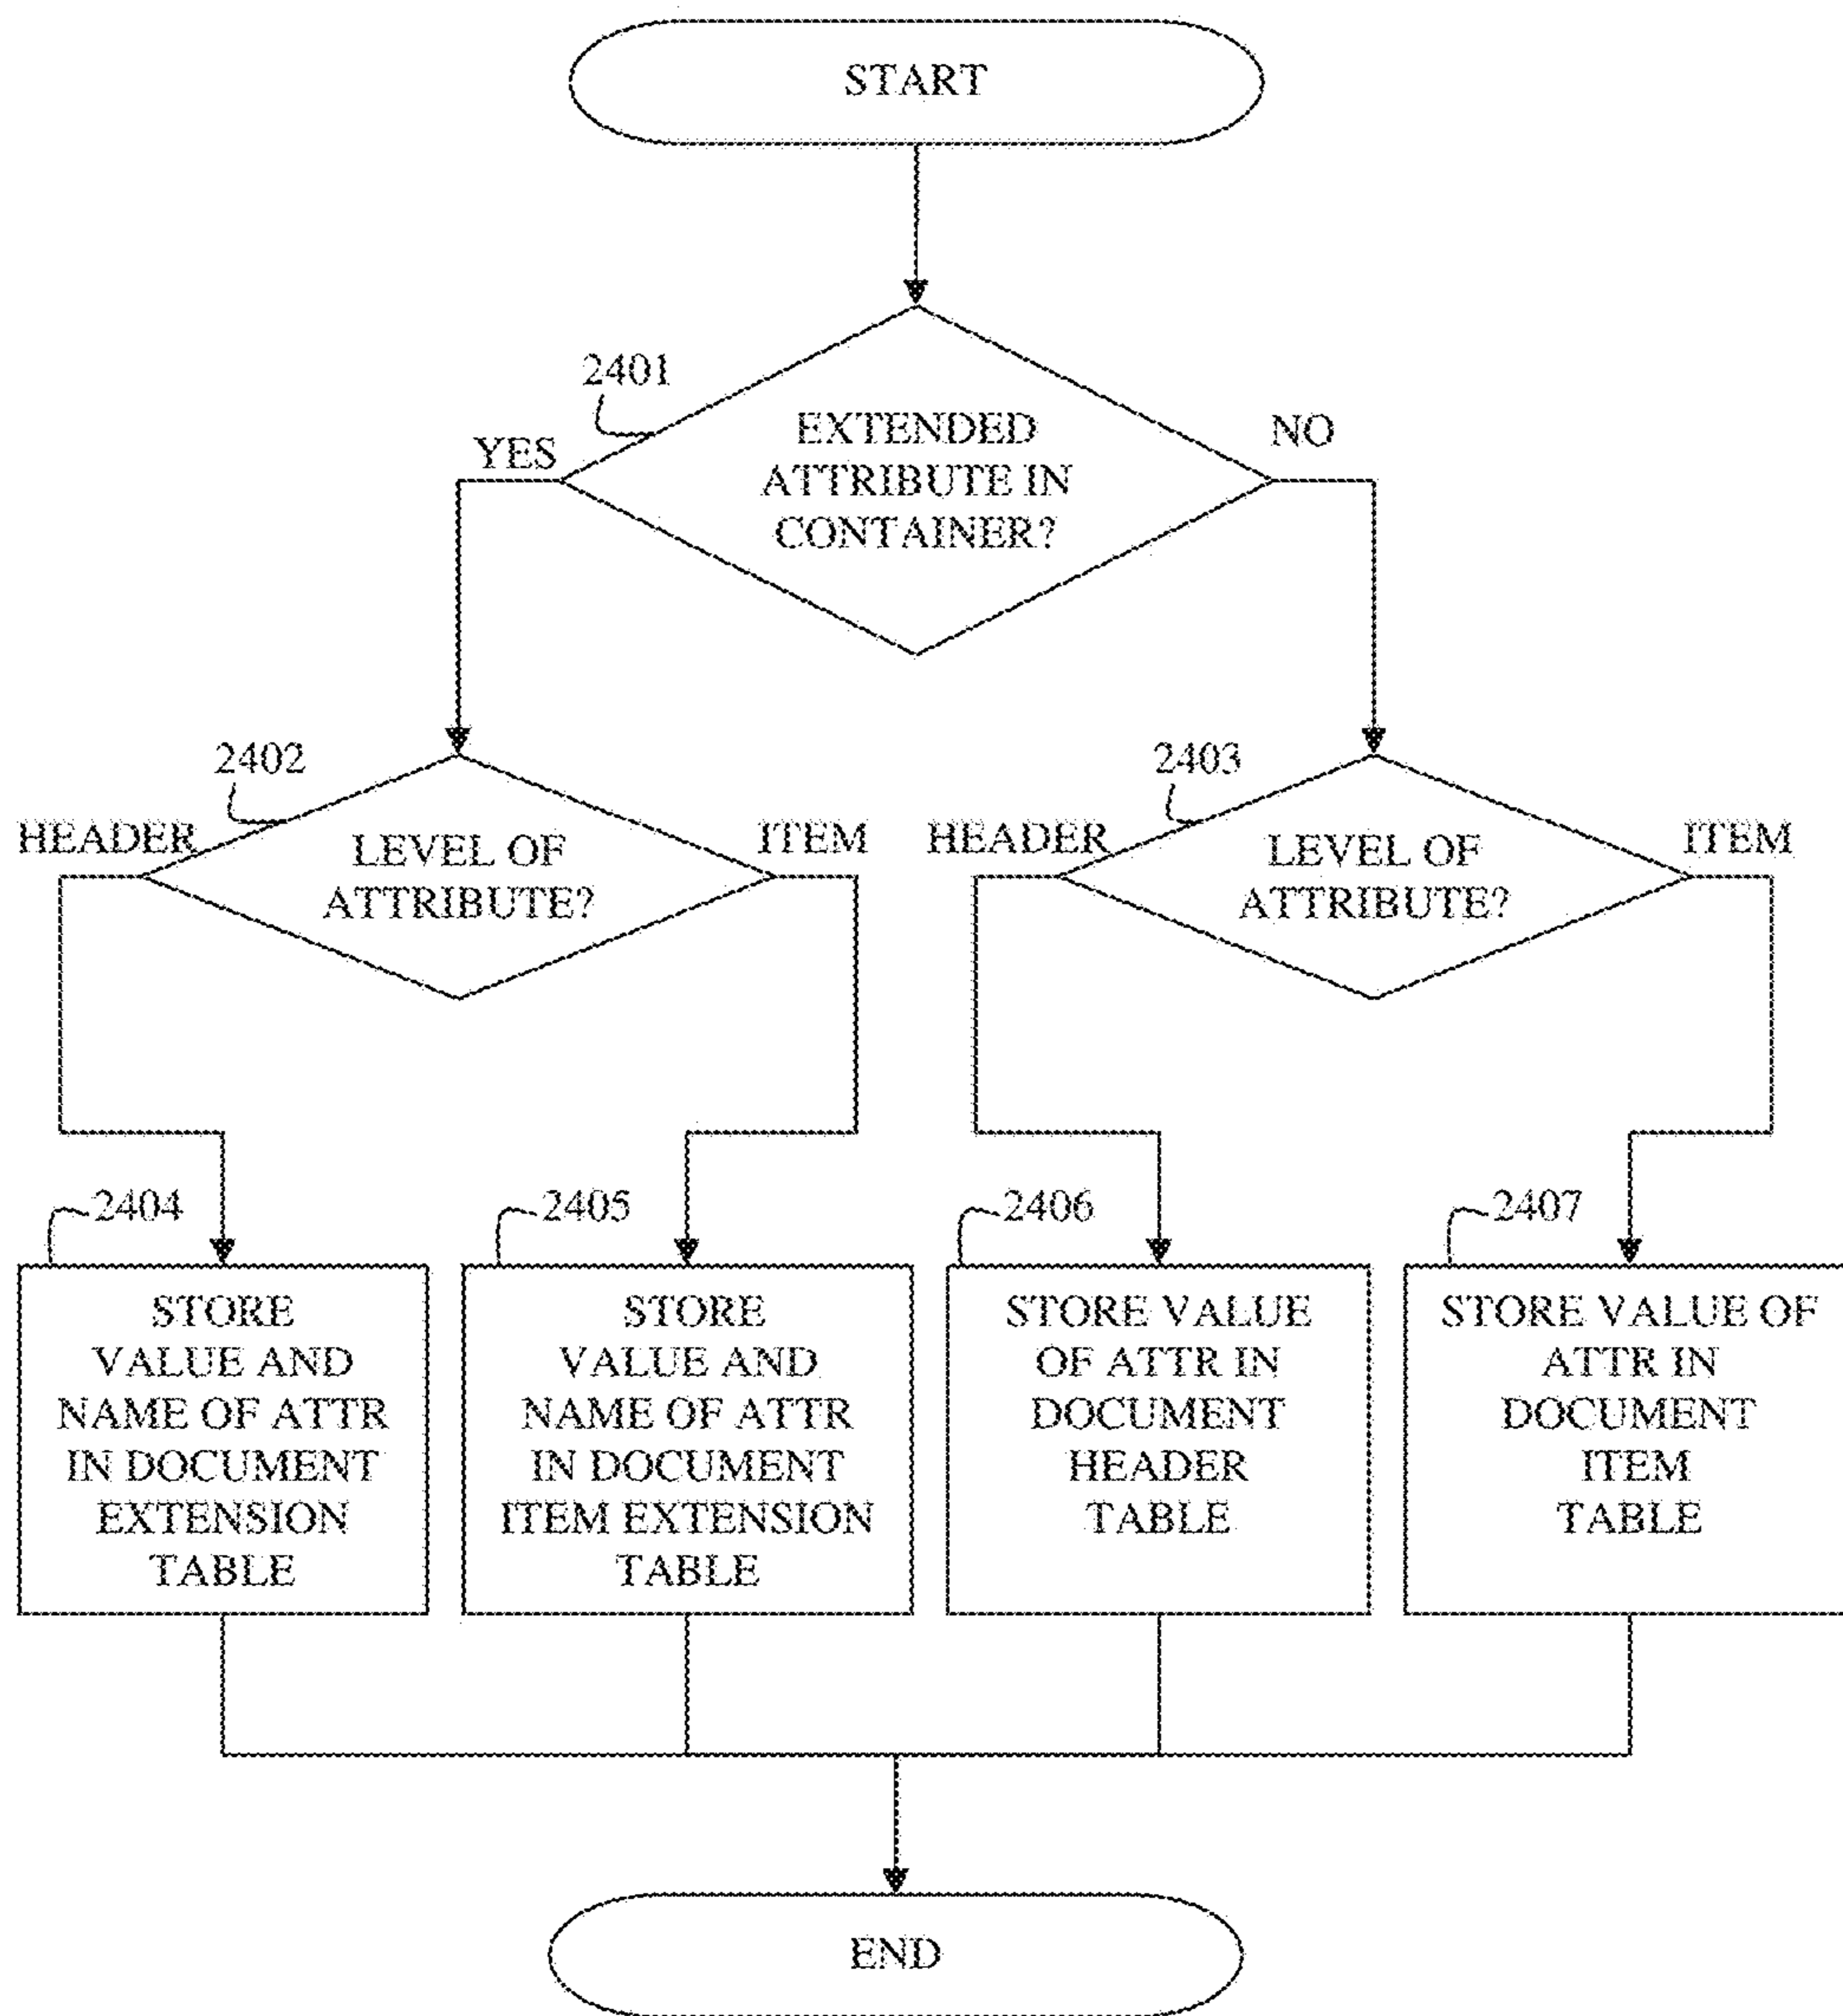 START
2401
YES
EXTENDED
ATTRIBUTE IN
CONTAINER?
NO
2402
HEADER
LEVEL OF
ATTRIBUTE?
ITEM
2403
HEADER
LEVEL OF
ATTRIBUTE?
ITEM
2404
STORE
VALUE AND
NAME OF ATTR
IN DOCUMENT
EXTENSION
TABLE
2405
STORE
VALUE AND
NAME OF ATTR
IN DOCUMENT
ITEM EXTENSION
TABLE
2406
STORE VALUE
OF ATTR IN
DOCUMENT
HEADER
TABLE
2407
STORE VALUE OF
ATTR IN
DOCUMENT
ITEM
TABLE
END